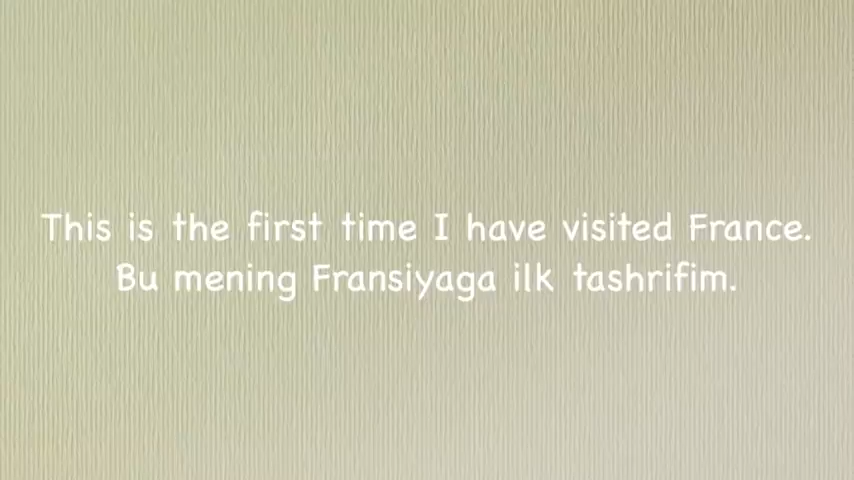 This is the first time I have visited France.
Bu mening Fransiyaga ilk tashrifim.